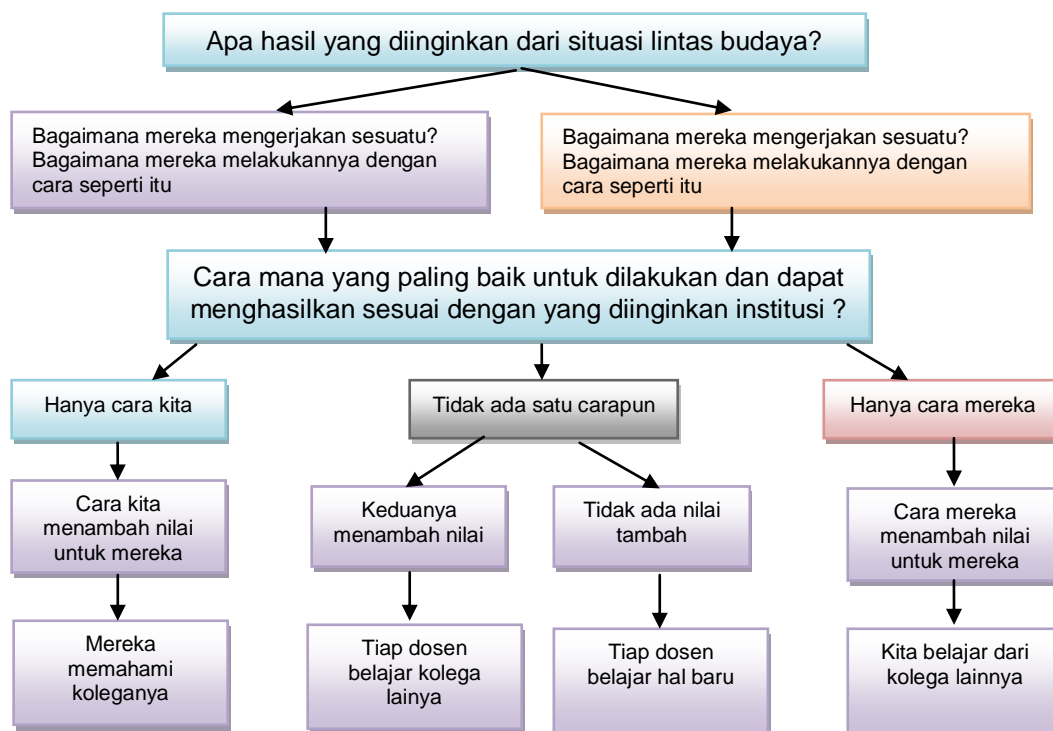 Apa hasil yang diinginkan dari situasi lintas budaya?
Bagaimana mereka mengerjakan sesuatu?
Bagaimana mereka melakukannya dengan
cara seperti itu
Bagaimana mereka mengerjakan sesuatu?
Bagaimana mereka melakukannya dengan
cara seperti itu
Cara mana yang paling baik untuk dilakukan dan dapat
menghasilkan sesuai dengan yang diinginkan institusi ?
Hanya cara kita
Tidak ada satu carapun
Hanya cara mereka
Cara kita
menambah nilai
untuk mereka
Keduanya
menambah nilai
Tidak ada nilai
tambah
Cara mereka
menambah nilai
untuk mereka
Mereka
memahami
koleganya
Tiap dosen
belajar kolega
lainya
Tiap dosen
belajar hal baru
Kita belajar dari
kolega lainnya